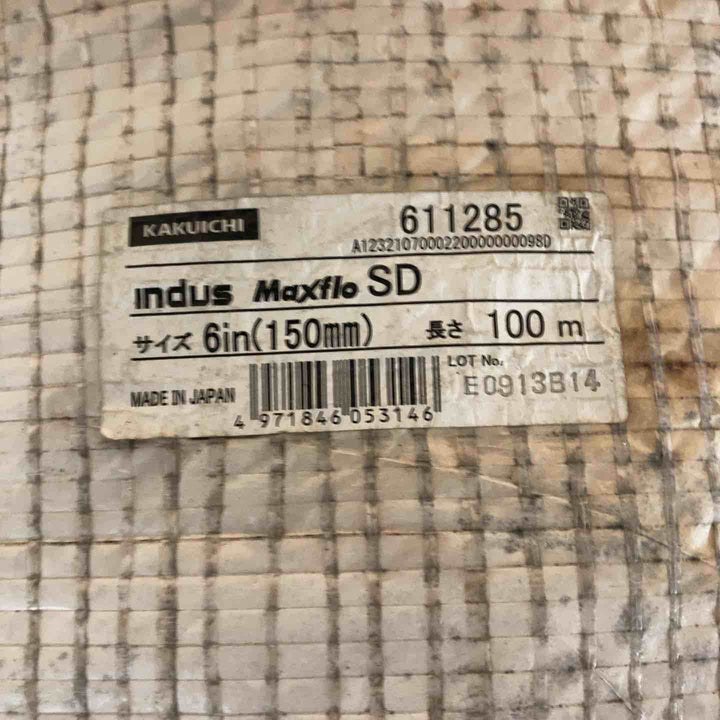 KAKUICHI 611285
A1232107000220000000098D
indus Maxflo SD
サイズ 6in(150mm) 長さ 100 m
MADE IN JAPAN
LOT No. E0913B14
4 971846 053146